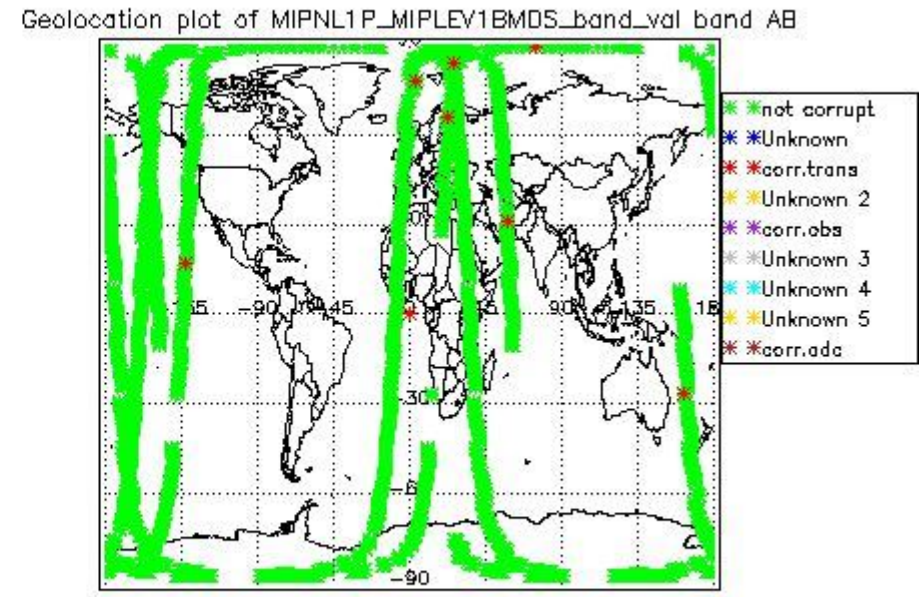 Geolocation plot of MIPNL1P_MIPLEV1BMDS_band_val band AB
not corrupt
Unknown
corr.trans
Unknown 2
corr.obs
Unknown 3
Unknown 4
Unknown 5
corr.adc
-90 -45 90 135
-30
-90